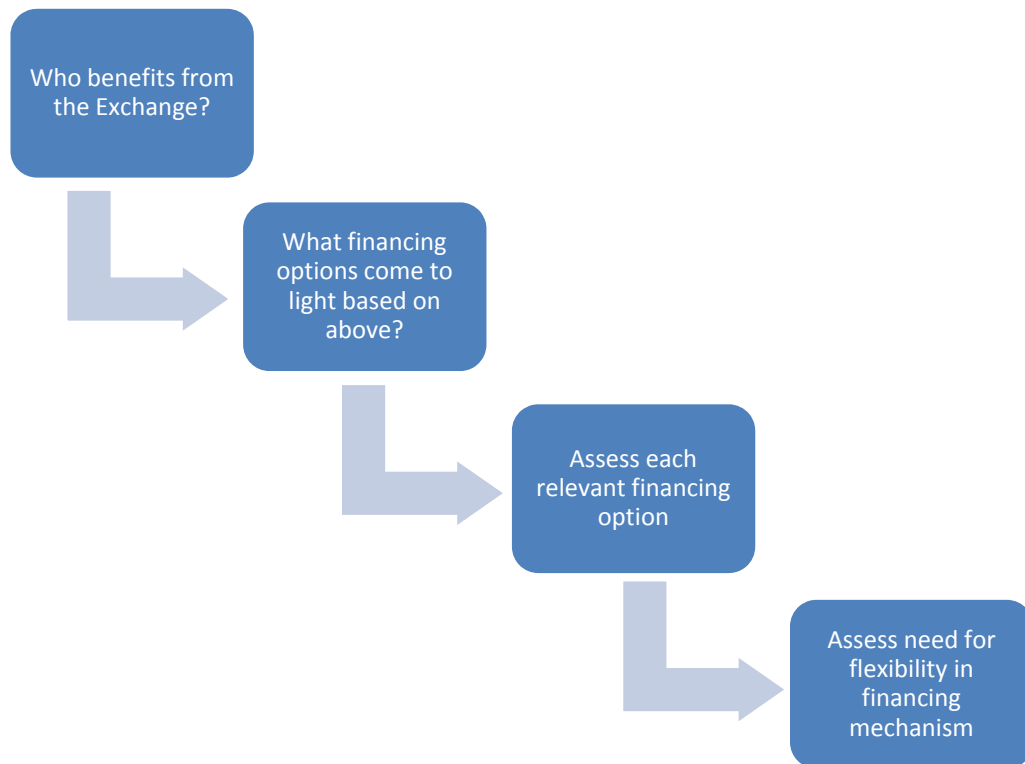 Who benefits from
the Exchange?
What financing
options come to
light based on
above?
Assess each
relevant financing
option
Assess need for
flexibility in
financing
mechanism